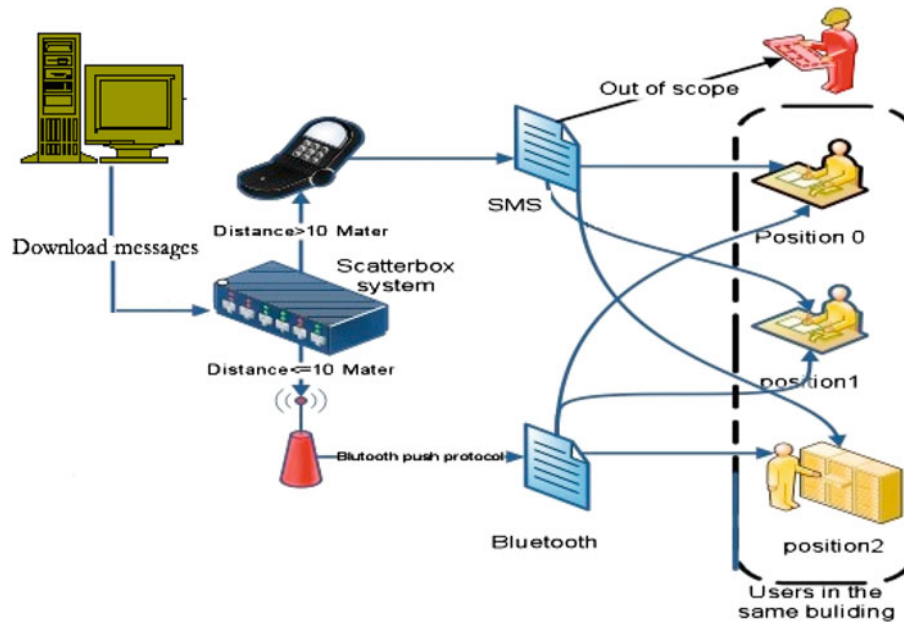 Out of scope
SMS
Position 0
Download messages
Distance>10 Mater
Scatterbox
system
Distance<=10 Mater
position1
Blutooth push protocol
Bluetooth
position2
Users in the
same buliding